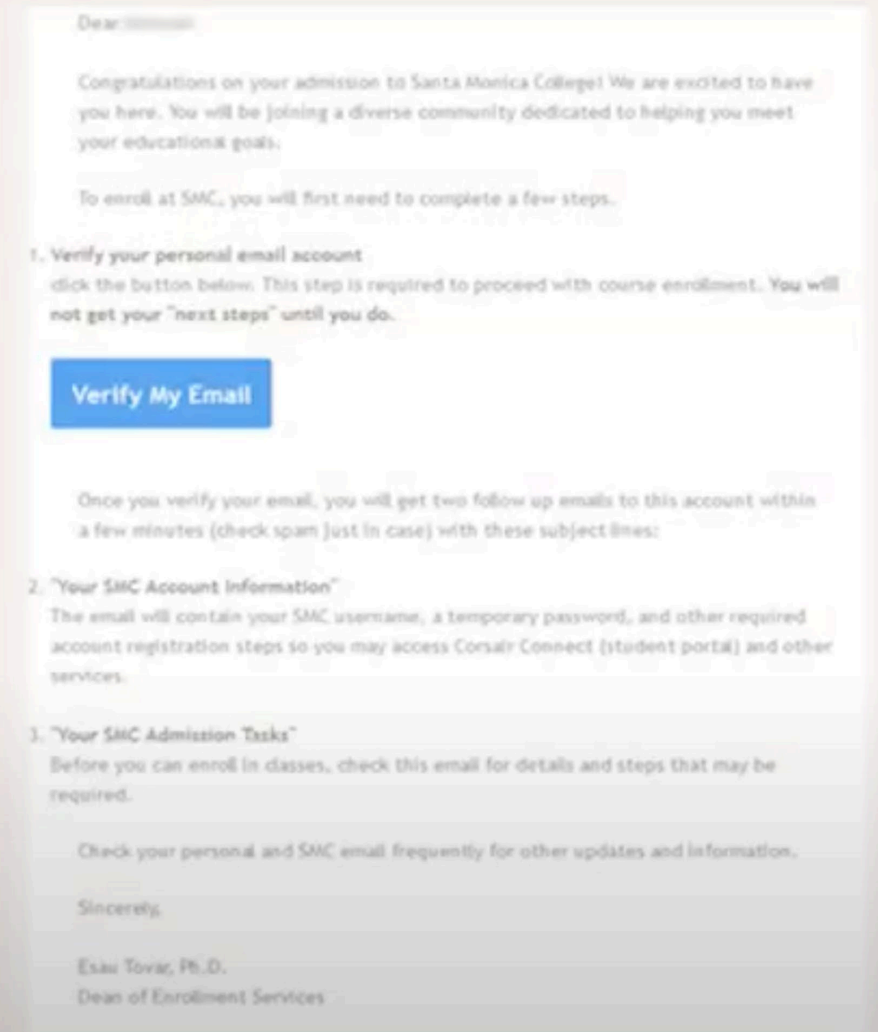 Dear
Congratulations on your admission to Santa Monica College! We are excited to have
you here. You will be joining a diverse community dedicated to helping you meet
your educational goals.
To enroll at SMC, you will first need to complete a few steps.
1. Verify your personal email account
click the button below. This step is required to proceed with course enrollment. You will
not get your "next steps" until you do.
Verify My Email
Once you verify your email, you will get two follow up emails to this account within
a few minutes (check spam just in case) with these subject lines:
2. "Your SMC Account Information"
The email will contain your SMC username, a temporary password, and other required
account registration steps so you may access Corsair Connect (student portal) and other
services.
3. "Your SMC Admission Tasks"
Before you can enroll in classes, check this email for details and steps that may be
required.
Check your personal and SMC email frequently for other updates and information.
Sincerely,
Esau Tovar, Ph.D.
Dean of Enrollment Services